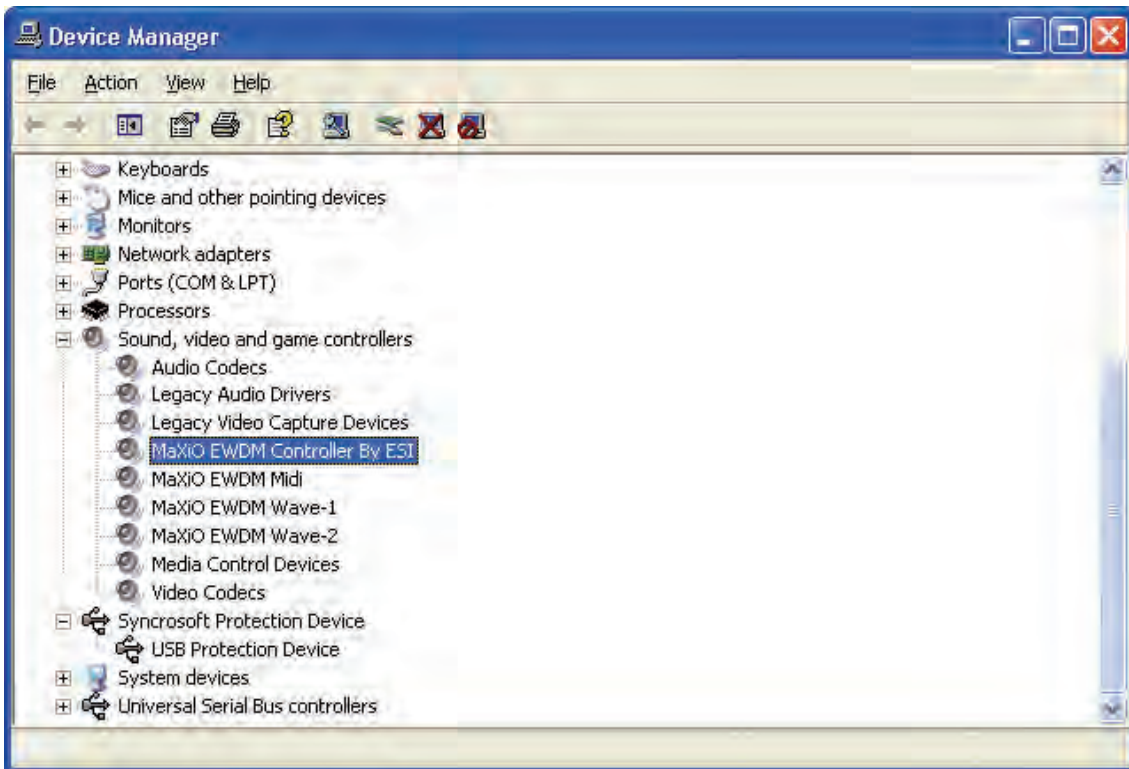 Device Manager
File Action View Help
Keyboards
Mice and other pointing devices
Monitors
Network adapters
Ports (COM & LPT)
Processors
Sound, video and game controllers
Audio Codecs
Legacy Audio Drivers
Legacy Video Capture Devices
MaXiO EWDM Controller By ESI
MaXiO EWDM Midi
MaXiO EWDM Wave-1
MaXiO EWDM Wave-2
Media Control Devices
Video Codecs
Syncrosoft Protection Device
USB Protection Device
System devices
Universal Serial Bus controllers